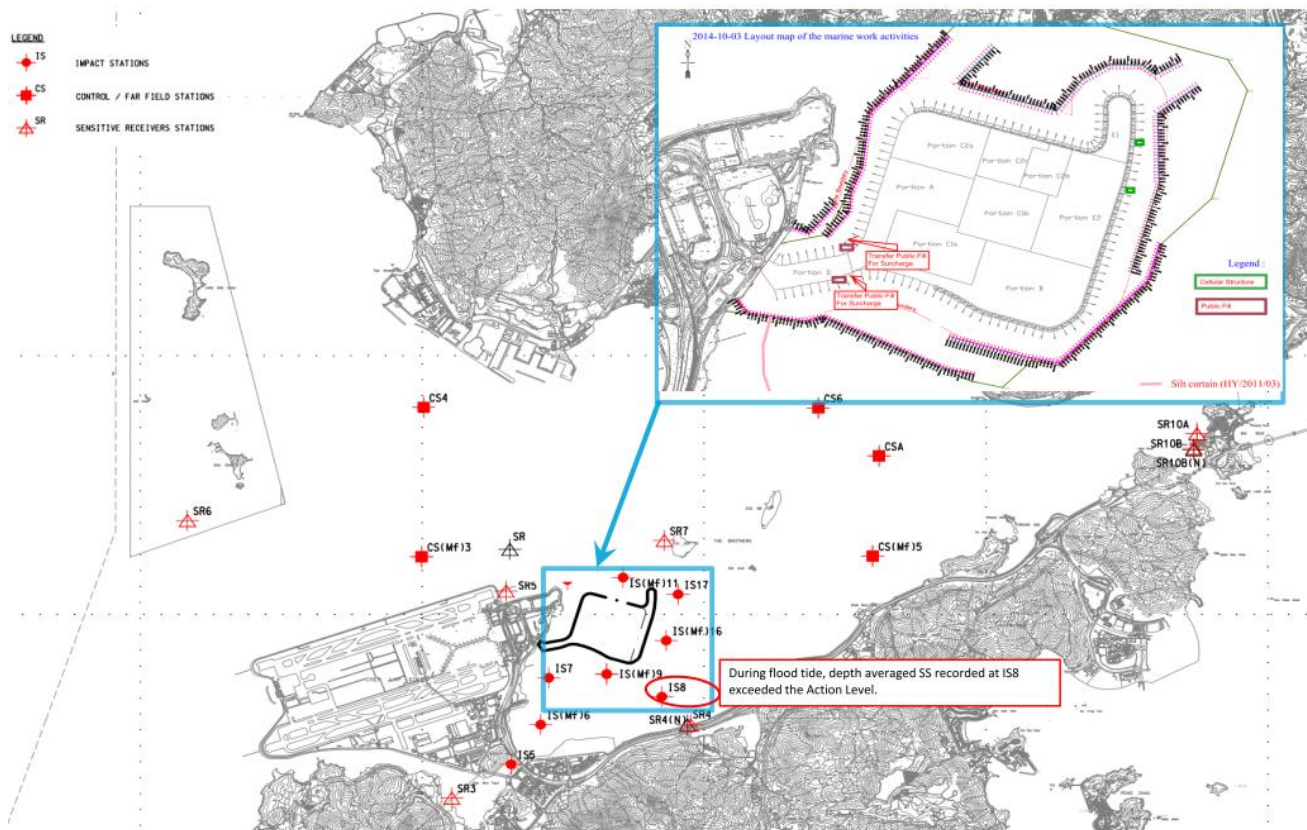 LEGEND
IS
IMPACT STATIONS
CS
CONTROL / FAR FIELD STATIONS
SR
SENSITIVE RECEIVERS STATIONS
2014-10-03 Layout map of the marine work activities
Portion C2a
C1
Portion C2c
Portion A
Portion C2b
Portion C1b
Portion E2
Portion C1a
Portion D
Portion B
Transfer Public Fill
For Surcharge
Transfer Public Fill
For Surcharge
Legend :
Cellular Structure
Public Fill
Silt curtain (HY/2011/03)
CS4
CS6
CSA
SR10A
SR10B
SR10B(N)
SR6
CS(Mf)3
SR
SR7
THE BROTHERS
CS(Mf)5
SR5
IS(Mf)11
IS17
IS(Mf)16
IS7
IS(Mf)9
IS8
During flood tide, depth averaged SS recorded at IS8
exceeded the Action Level.
IS(Mf)6
SR4(N)
SR4
IS5
SR3